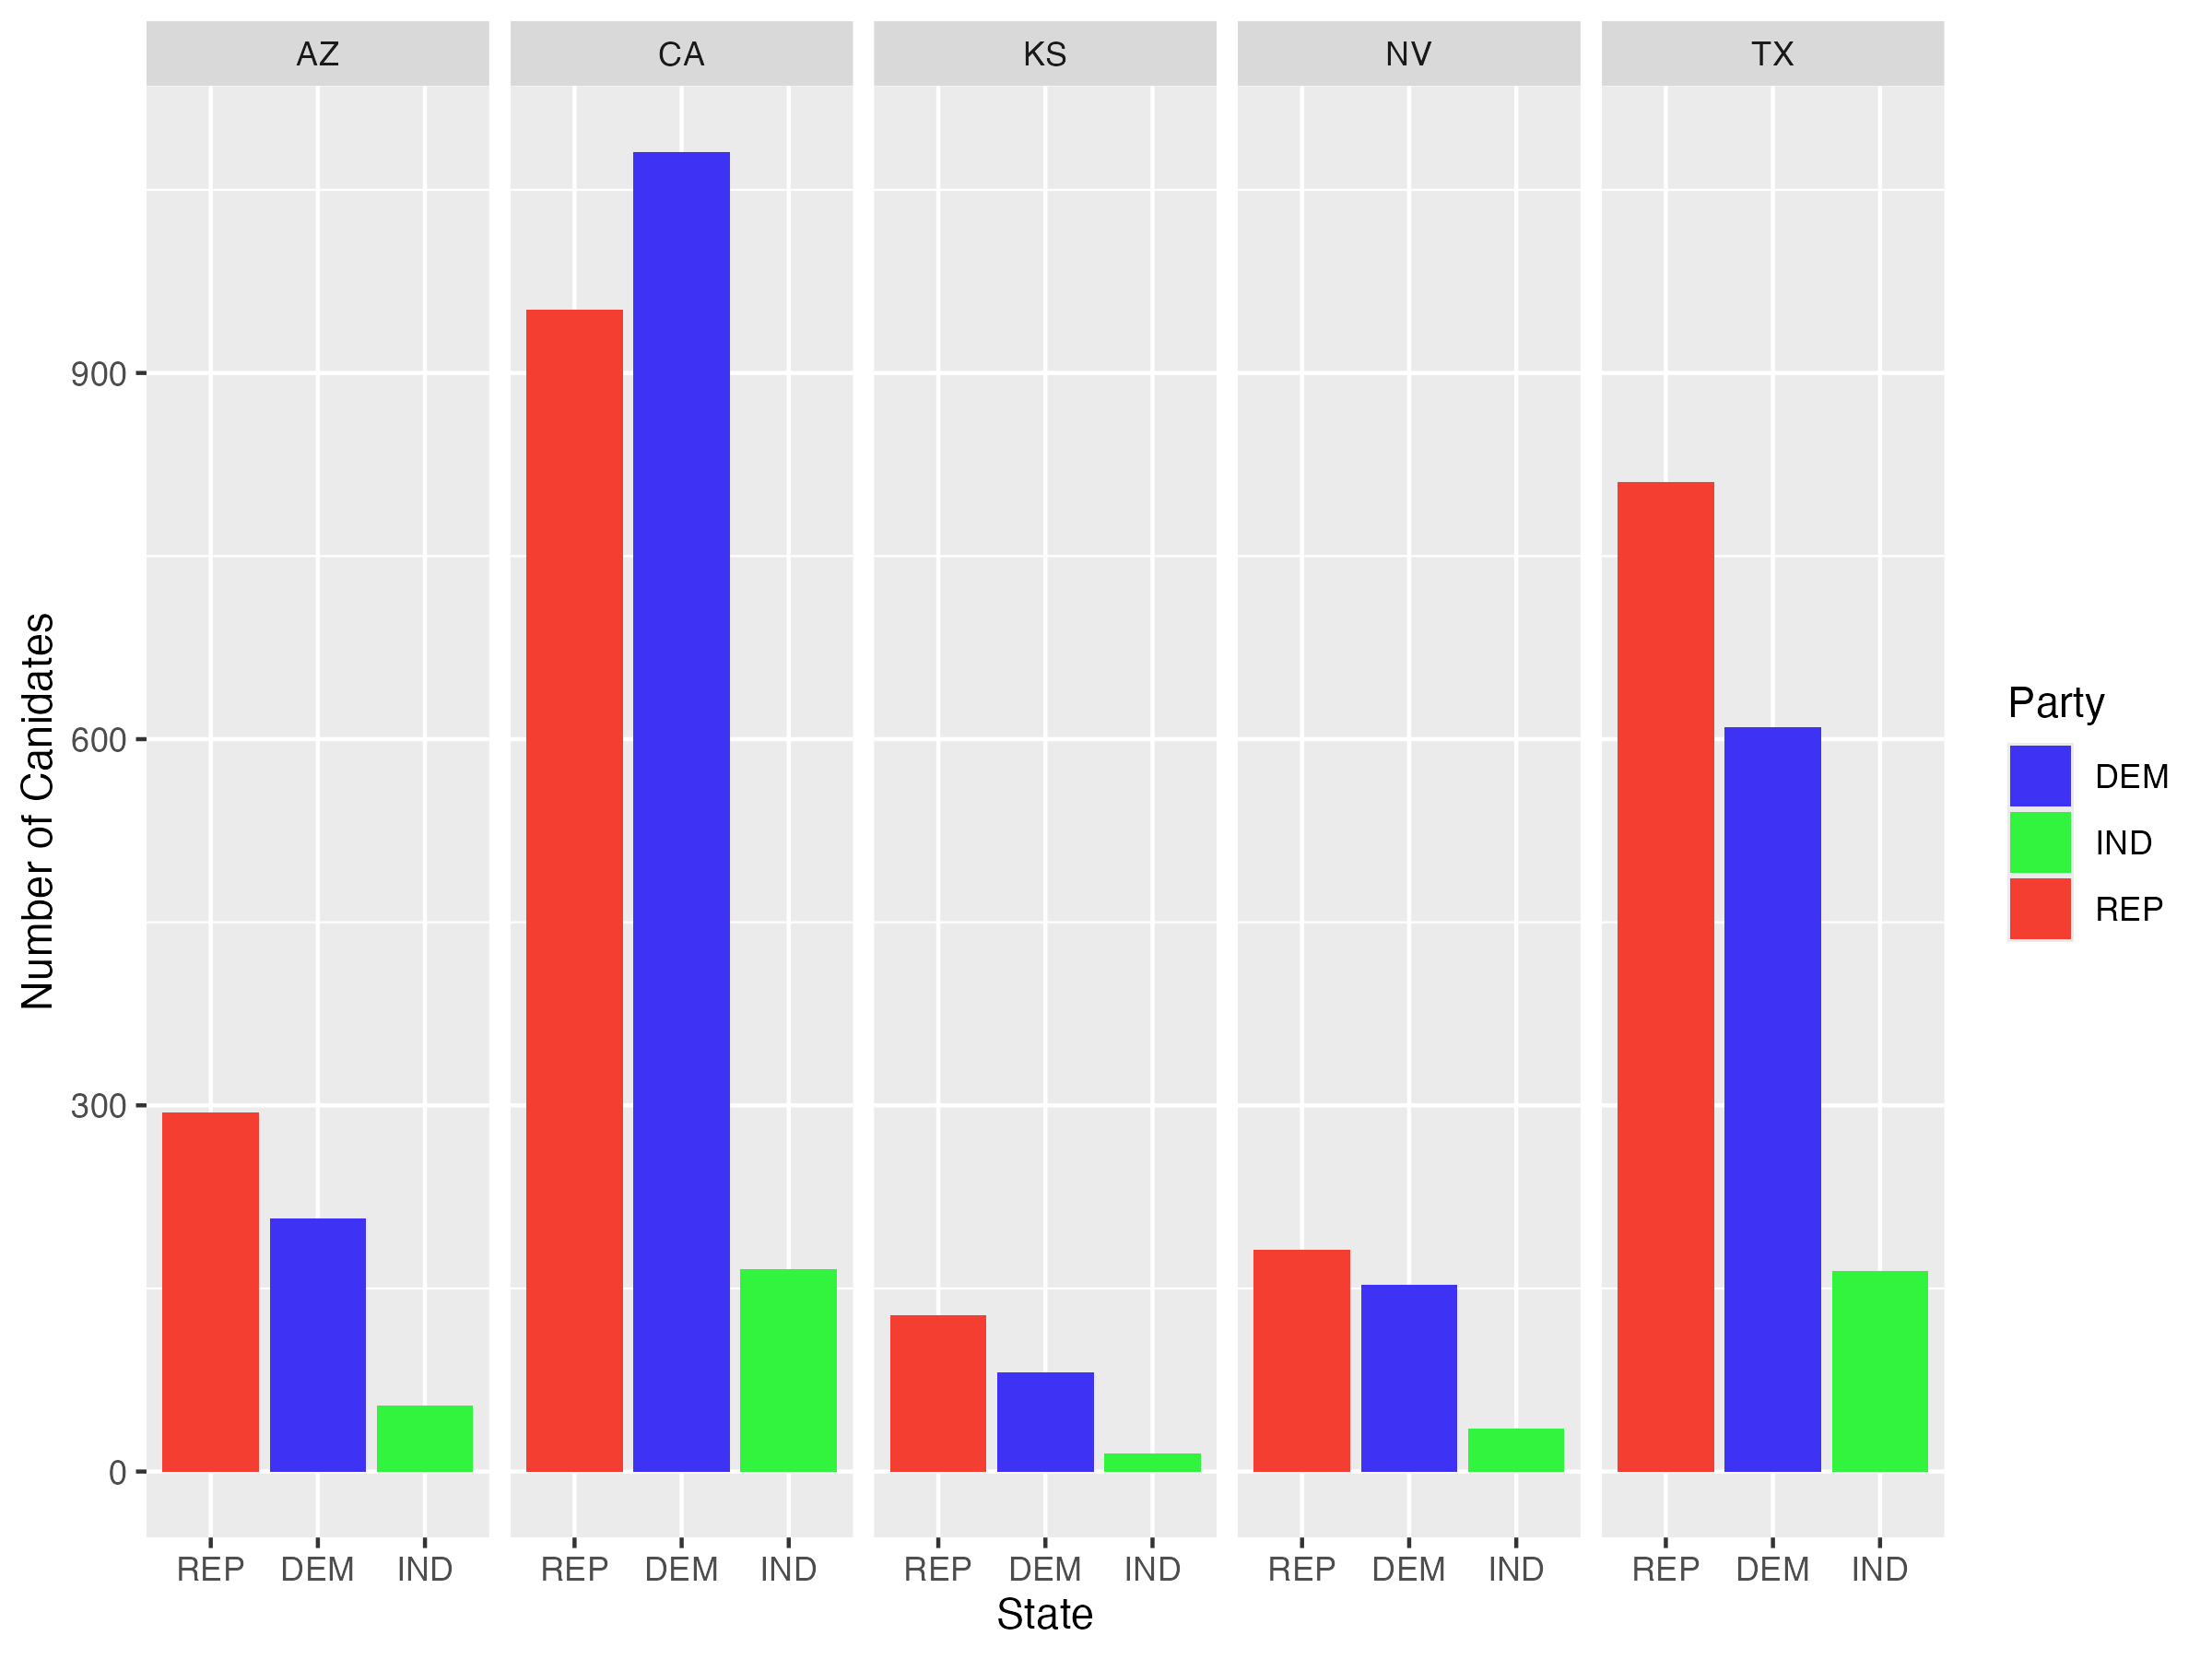 AZ CA KS NV TX
Number of Canidates
900
600
300
0
REP DEM IND REP DEM IND REP DEM IND REP DEM IND REP DEM IND
State
Party
DEM
IND
REP